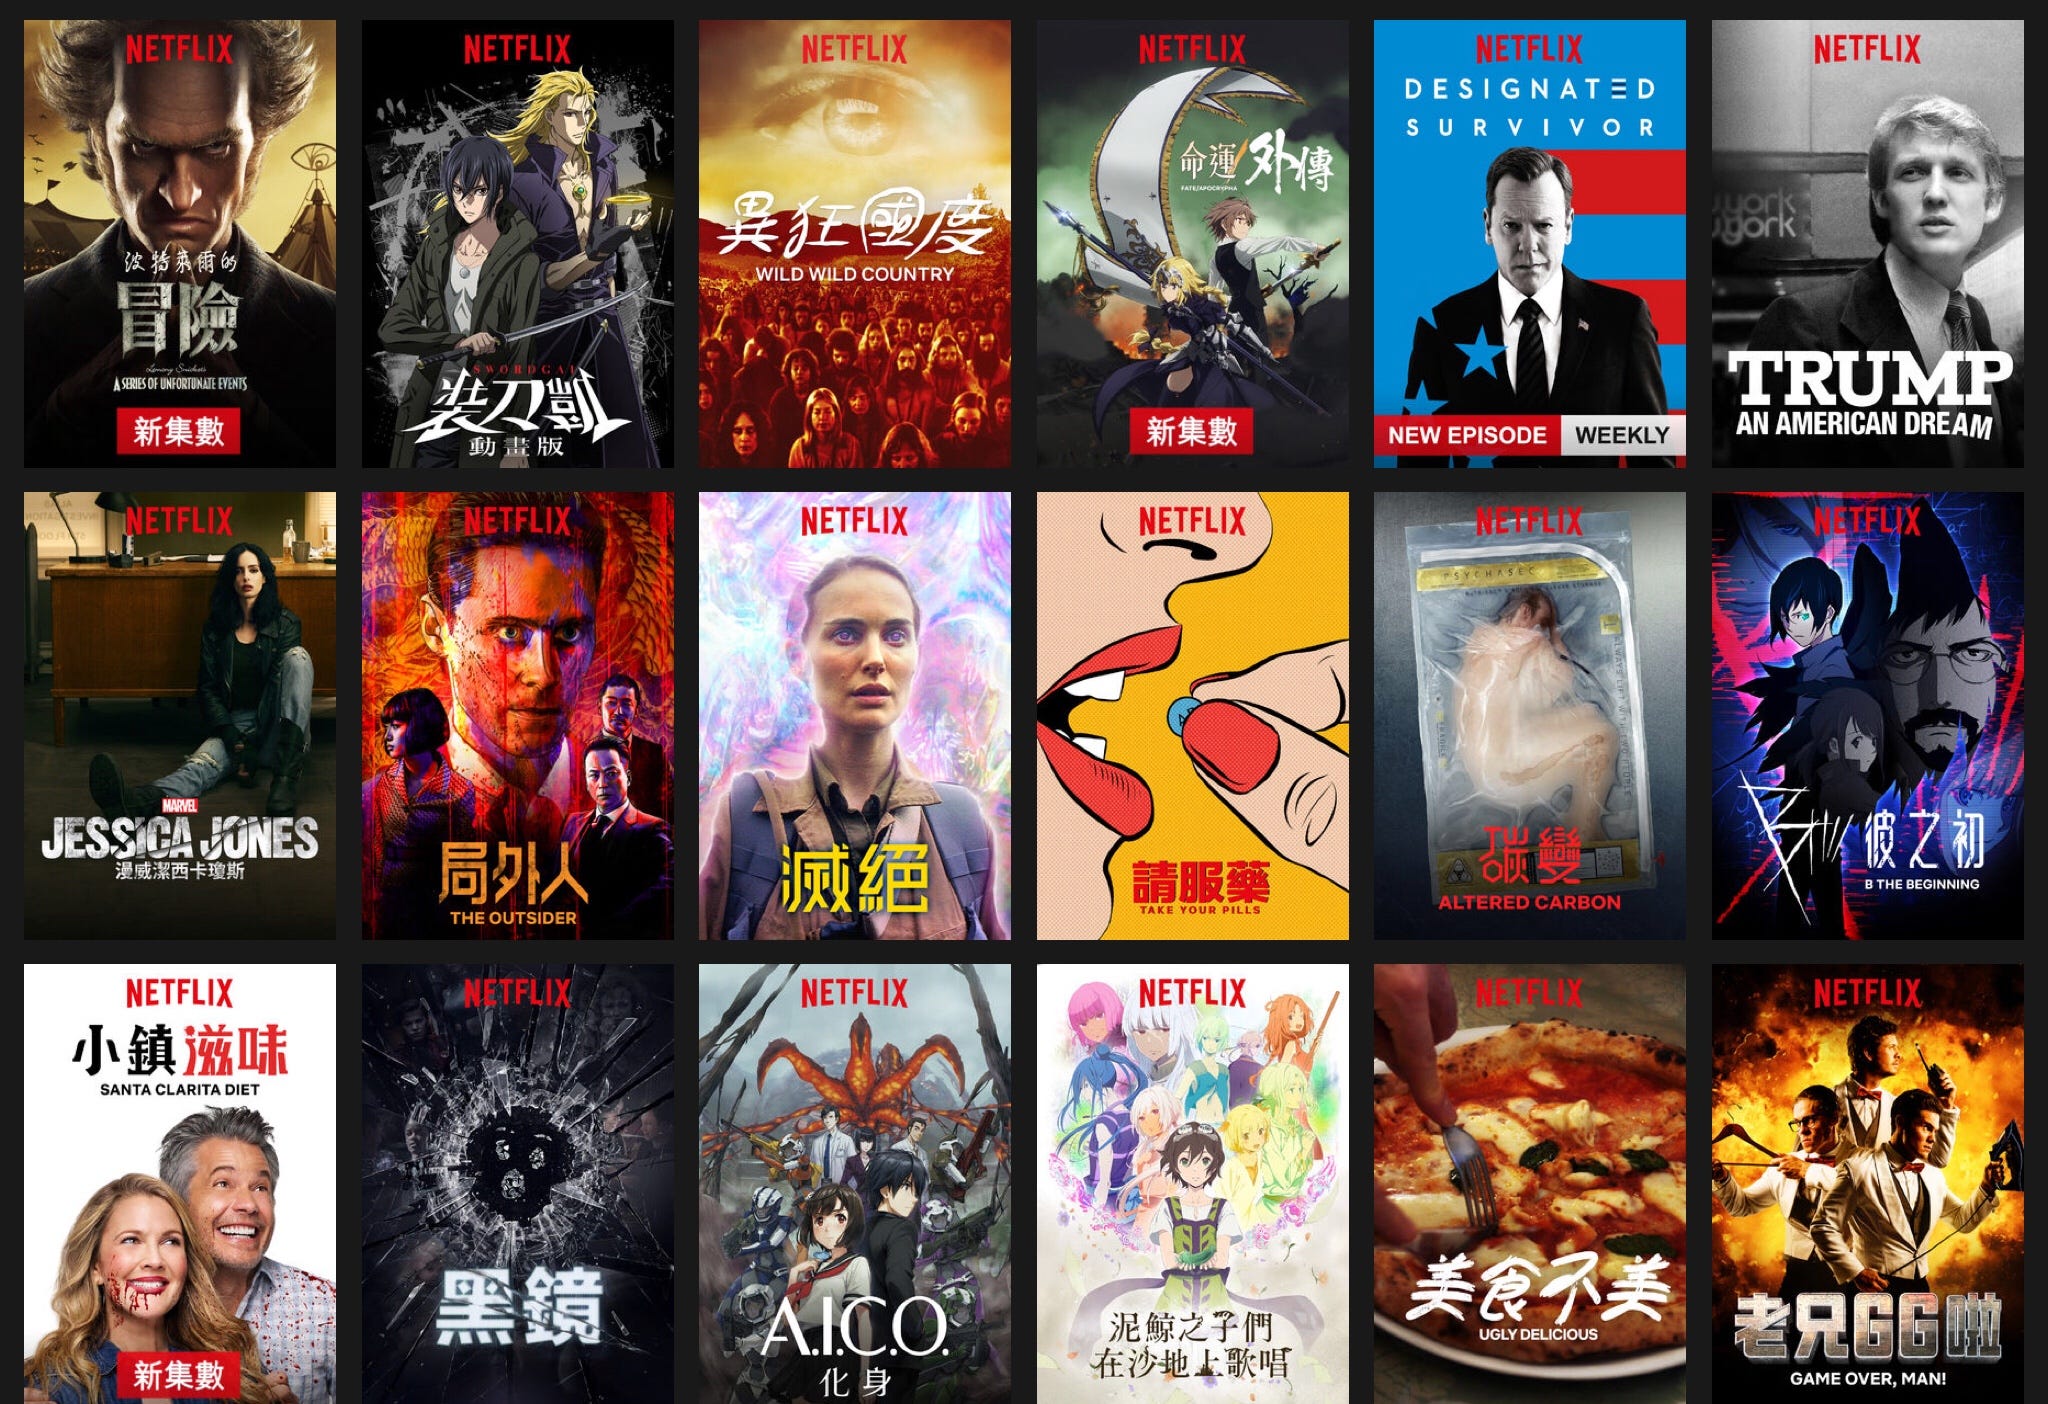 NETFLIX
波特萊爾的
冒險
Lemony Snicket's
A SERIES OF UNFORTUNATE EVENTS
新集數
NETFLIX
SWORDGAI
裝刀凱
動畫版
NETFLIX
異狂國度
WILD WILD COUNTRY
NETFLIX
命運/外傳
FATE/APOCRYPHA
新集數
NETFLIX
DESIGNATED
SURVIVOR
NEW EPISODE WEEKLY
NETFLIX
york
york
TRUMP
AN AMERICAN DREAM
NETFLIX
MARVEL
JESSICA JONES
漫威潔西卡瓊斯
NETFLIX
局外人
THE OUTSIDER
NETFLIX
滅絕
NETFLIX
請服藥
TAKE YOUR PILLS
NETFLIX
PSYCHASEC
碳變
ALTERED CARBON
NETFLIX
B 彼之初
B THE BEGINNING
NETFLIX
小鎮滋味
SANTA CLARITA DIET
新集數
NETFLIX
黑鏡
NETFLIX
A.I.C.O.
化身
NETFLIX
泥鯨之子們
在沙地上歌唱
NETFLIX
美食不美
UGLY DELICIOUS
NETFLIX
老兄GG啦
GAME OVER, MAN!